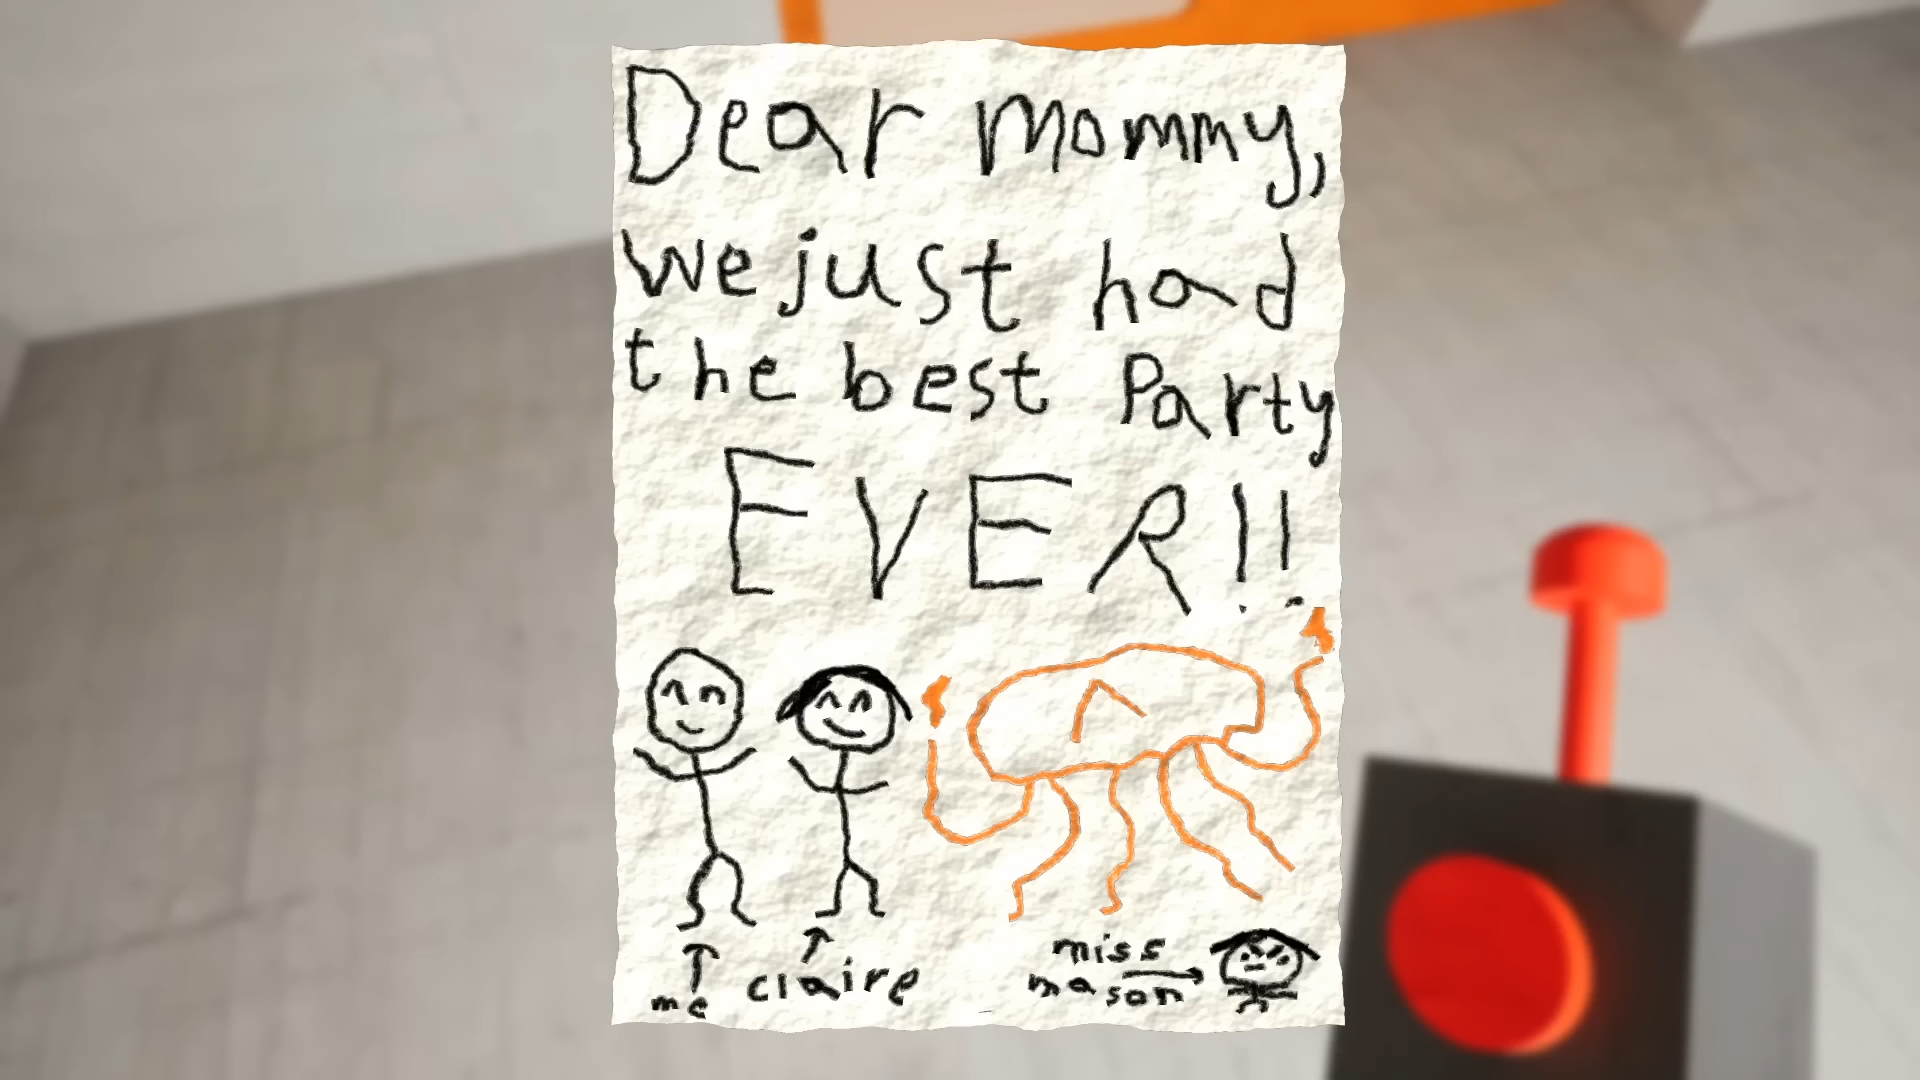 Dear mommy,
we just had
the best Party
EVER!!
me
claire
miss
mason